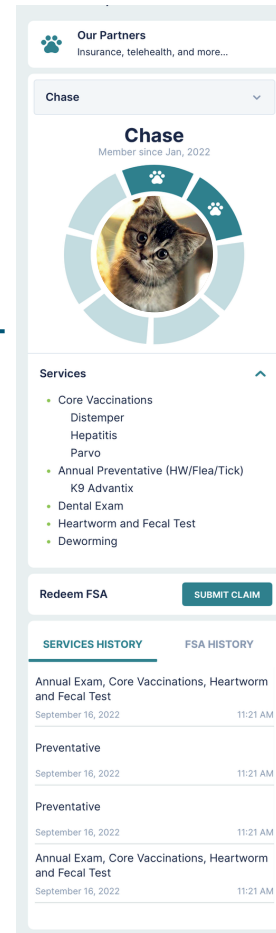 Our Partners
Insurance, telehealth, and more...
Chase
Chase
Member since Jan, 2022
Services
• Core Vaccinations
Distemper
Hepatitis
Parvo
• Annual Preventative (HW/Flea/Tick)
K9 Advantix
• Dental Exam
• Heartworm and Fecal Test
• Deworming
Redeem FSA
SUBMIT CLAIM
SERVICES HISTORY FSA HISTORY
Annual Exam, Core Vaccinations, Heartworm
and Fecal Test
September 16, 2022 11:21 AM
Preventative
September 16, 2022 11:21 AM
Preventative
September 16, 2022 11:21 AM
Annual Exam, Core Vaccinations, Heartworm
and Fecal Test
September 16, 2022 11:21 AM